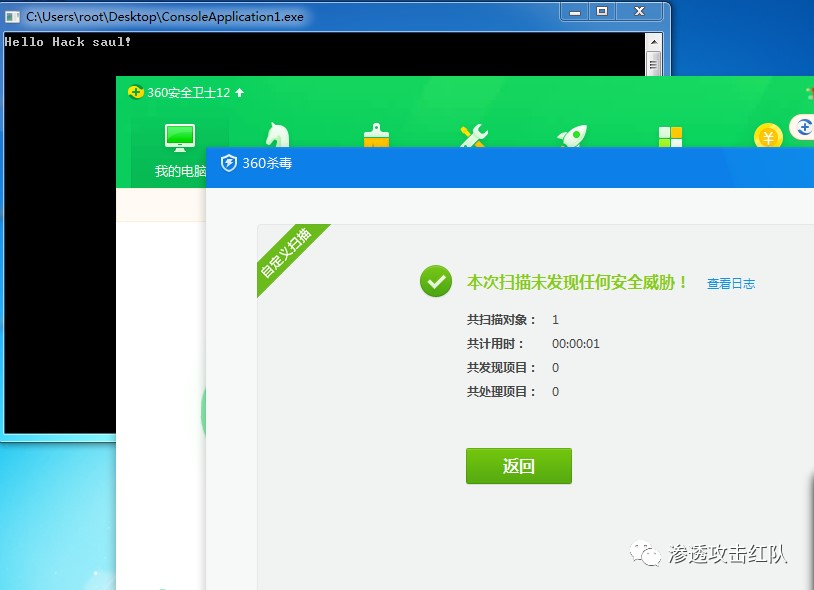 C:\Users\root\Desktop\ConsoleApplication1.exe
Hello Hack saul!
360安全卫士12
我的电脑
360杀毒
自定义扫描
本次扫描未发现任何安全威胁！ 查看日志
共扫描对象： 1
共计用时： 00:00:01
共发现项目： 0
共处理项目： 0
返回
渗透攻击红队